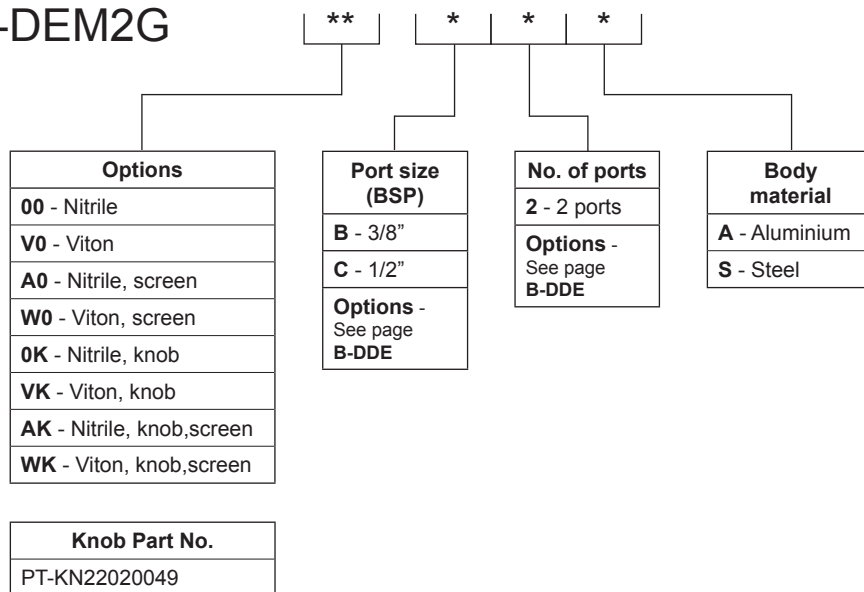 -DEM2G
** * * *
Options
00 - Nitrile
V0 - Viton
A0 - Nitrile, screen
W0 - Viton, screen
0K - Nitrile, knob
VK - Viton, knob
AK - Nitrile, knob,screen
WK - Viton, knob,screen
Port size
(BSP)
B - 3/8”
C - 1/2”
Options -
See page
B-DDE
No. of ports
2 - 2 ports
Options -
See page
B-DDE
Body
material
A - Aluminium
S - Steel
Knob Part No.
PT-KN22020049